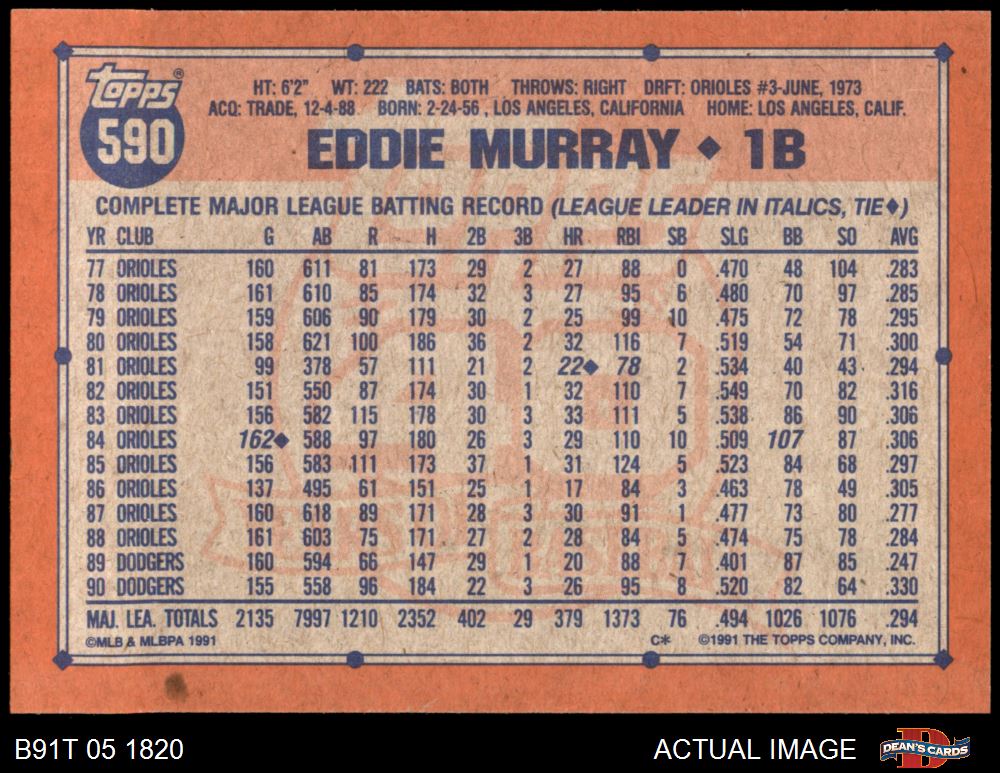 topps®
590
HT: 6'2" WT: 222 BATS: BOTH THROWS: RIGHT DRFT: ORIOLES #3-JUNE, 1973
ACQ: TRADE, 12-4-88 BORN: 2-24-56 , LOS ANGELES, CALIFORNIA HOME: LOS ANGELES, CALIF.
EDDIE MURRAY ◆ 1B
COMPLETE MAJOR LEAGUE BATTING RECORD (LEAGUE LEADER IN ITALICS, TIE◆)
YR CLUB G AB R H 2B 3B HR RBI SB SLG BB SO AVG
77 ORIOLES 160 611 81 173 29 2 27 88 0 .470 48 104 .283
78 ORIOLES 161 610 85 174 32 3 27 95 6 .480 70 97 .285
79 ORIOLES 159 606 90 179 30 2 25 99 10 .475 72 78 .295
80 ORIOLES 158 621 100 186 36 2 32 116 7 .519 54 71 .300
81 ORIOLES 99 378 57 111 21 2 22◆ 78 2 .534 40 43 .294
82 ORIOLES 151 550 87 174 30 1 32 110 7 .549 70 82 .316
83 ORIOLES 156 582 115 178 30 3 33 111 5 .538 86 90 .306
84 ORIOLES 162◆ 588 97 180 26 3 29 110 10 .509 107 87 .306
85 ORIOLES 156 583 111 173 37 1 31 124 5 .523 84 68 .297
86 ORIOLES 137 495 61 151 25 1 17 84 3 .463 78 49 .305
87 ORIOLES 160 618 89 171 28 3 30 91 1 .477 73 80 .277
88 ORIOLES 161 603 75 171 27 2 28 84 5 .474 75 78 .284
89 DODGERS 160 594 66 147 29 1 20 88 7 .401 87 85 .247
90 DODGERS 155 558 96 184 22 3 26 95 8 .520 82 64 .330
MAJ. LEA. TOTALS 2135 7997 1210 2352 402 29 379 1373 76 .494 1026 1076 .294
©MLB & MLBPA 1991 C* ©1991 THE TOPPS COMPANY, INC.
B91T 05 1820 ACTUAL IMAGE DEAN'S CARDS